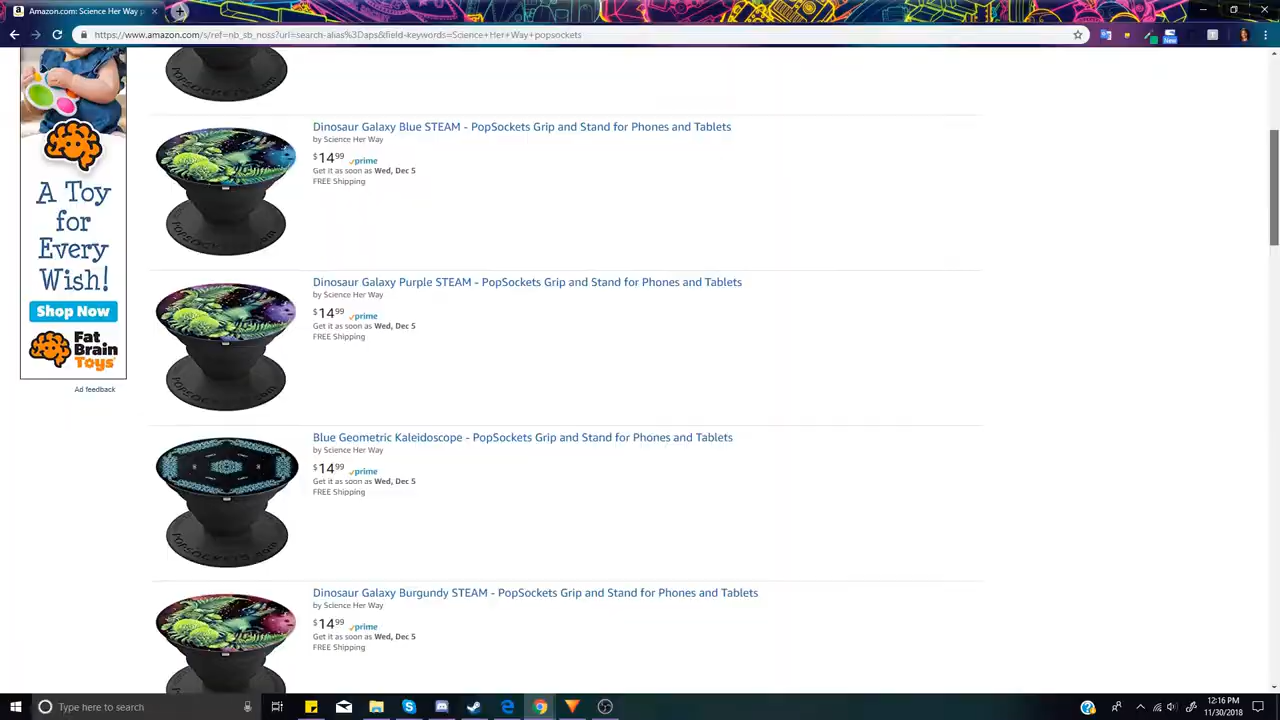 Amazon.com: Science Her Way p
https://www.amazon.com/s/ref=nb_sb_noss?url=search-alias%3Daps&field-keywords=Science+Her+Way+popsockets
New
A Toy
for
Every
Wish!
Shop Now
Fat
Brain
Toys
Ad feedback
Dinosaur Galaxy Blue STEAM - PopSockets Grip and Stand for Phones and Tablets
by Science Her Way
$14.99 prime
Get it as soon as Wed, Dec 5
FREE Shipping
Dinosaur Galaxy Purple STEAM - PopSockets Grip and Stand for Phones and Tablets
by Science Her Way
$14.99 prime
Get it as soon as Wed, Dec 5
FREE Shipping
Blue Geometric Kaleidoscope - PopSockets Grip and Stand for Phones and Tablets
by Science Her Way
$14.99 prime
Get it as soon as Wed, Dec 5
FREE Shipping
Dinosaur Galaxy Burgundy STEAM - PopSockets Grip and Stand for Phones and Tablets
by Science Her Way
$14.99 prime
Get it as soon as Wed, Dec 5
FREE Shipping
Type here to search
12:16 PM
11/30/2018